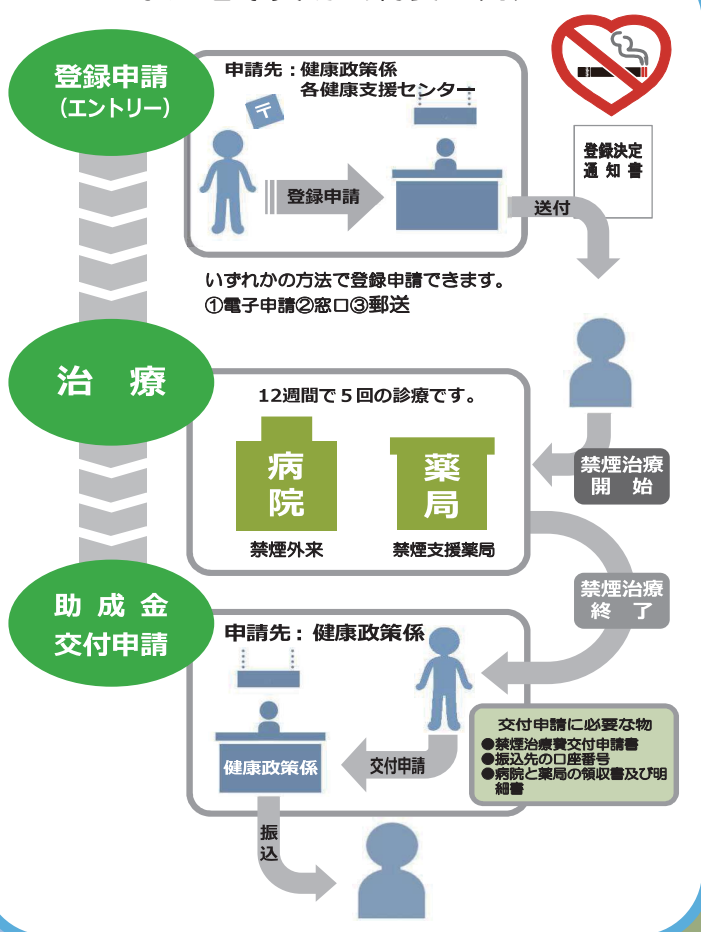 登録申請
（エントリー）
申請先：健康政策係
各健康支援センター
〒
登録申請
登録決定
通知書
送付
いずれかの方法で登録申請できます。
①電子申請②窓口③郵送
治療
12週間で５回の診療です。
病院
薬局
禁煙外来
禁煙支援薬局
禁煙治療
開始
禁煙治療
終了
助成金
交付申請
申請先：健康政策係
健康政策係
交付申請
交付申請に必要な物
●禁煙治療費交付申請書
●振込先の口座番号
●病院と薬局の領収書及び明
細書
振込